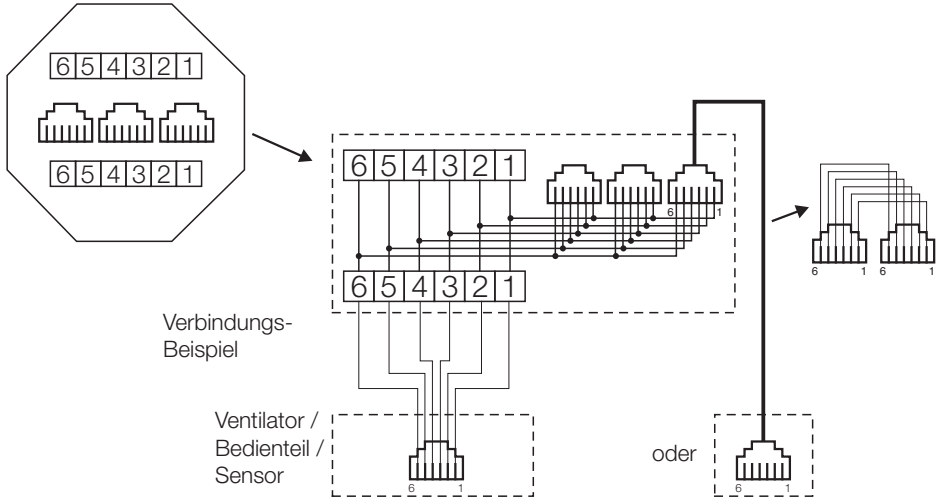 6 5 4 3 2 1
6 5 4 3 2 1
6 5 4 3 2 1
6 1
6 5 4 3 2 1
6 1 6 1
Verbindungs-
Beispiel
Ventilator /
Bedienteil /
Sensor
6 1
oder
6 1